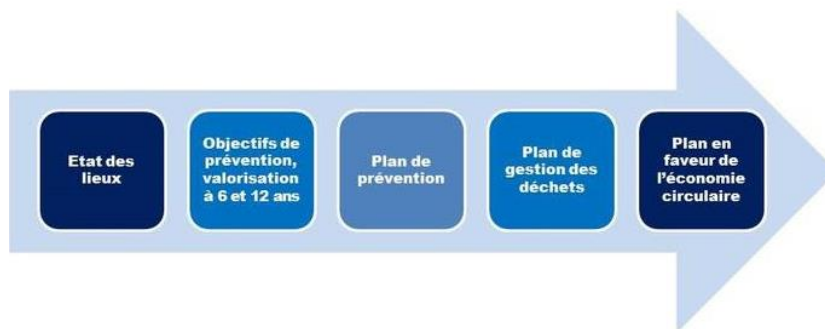 Etat des
lieux
Objectifs de
prévention,
valorisation
à 6 et 12 ans
Plan de
prévention
Plan de
gestion des
déchets
Plan en
faveur de
l'économie
circulaire